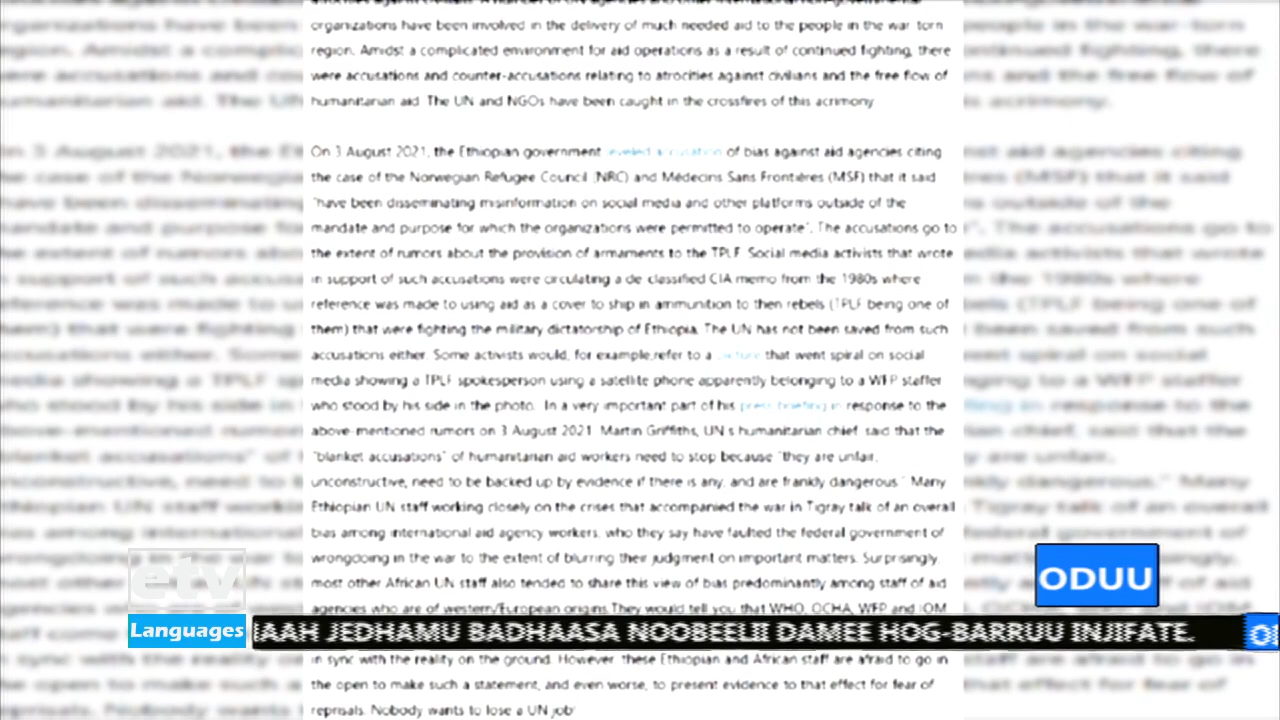 organizations have been involved in the delivery of much needed aid to the people in the war torn
region. Amidst a complicated environment for aid operations as a result of continued fighting, there
were accusations and counter-accusations relating to atrocities against civilians and the free flow of
humanitarian aid. The UN and NGOs have been caught in the crossfires of this acrimony
On 3 August 2021, the Ethiopian government leveled accusation of bias against aid agencies citing
the case of the Norwegian Refugee Council (NRC) and Médecins Sans Frontières (MSF) that it said
"have been disseminating misinformation on social media and other platforms outside of the
mandate and purpose for which the organizations were permitted to operate". The accusations go to
the extent of rumors about the provision of armaments to the TPLF. Social media activists that wrote
in support of such accusations were circulating a de classified CIA memo from the 1980s where
reference was made to using aid as a cover to ship in ammunition to then rebels (TPLF being one of
them) that were fighting the military dictatorship of Ethiopia. The UN has not been saved from such
accusations either. Some activists would, for example,refer to a picture that went spiral on social
media showing a TPLF spokesperson using a satellite phone apparently belonging to a WFP staffer
who stood by his side in the photo. In a very important part of his press briefing in response to the
above-mentioned rumors on 3 August 2021, Martin Griffiths, UN's humanitarian chief, said that the
"blanket accusations" of humanitarian aid workers need to stop because "they are unfair,
unconstructive, need to be backed up by evidence if there is any, and are frankly dangerous." Many
Ethiopian UN staff working closely on the crises that accompanied the war in Tigray talk of an overall
bias among international aid agency workers, who they say have faulted the federal government of
wrongdoing in the war to the extent of blurring their judgment on important matters. Surprisingly,
most other African UN staff also tended to share this view of bias predominantly among staff of aid
agencies who are of western/European origins.They would tell you that WHO, OCHA, WFP and IOM
etv
Languages
ODUU
IAAH JEDHAMU BADHAASA NOOBEELII DAMEE HOG-BARRUU INJIFATE.
in sync with the reality on the ground. However, these Ethiopian and African staff are afraid to go in
the open to make such a statement, and even worse, to present evidence to that effect for fear of
reprisals. Nobody wants to lose a UN job'